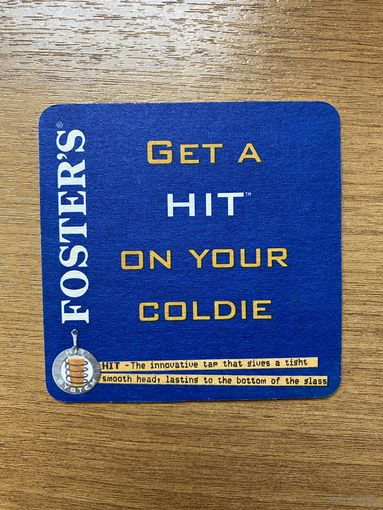 FOSTER'S®
GET A
HIT™
ON YOUR
COLDIE
SYSTEM
HIT - The innovative tap that gives a tight
smooth head; lasting to the bottom of the glass